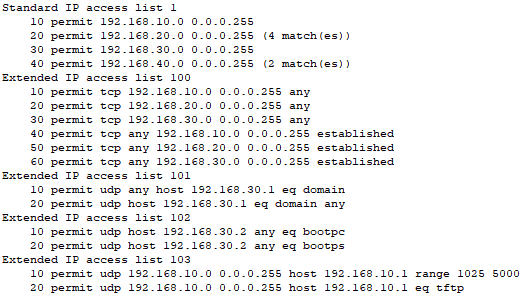 Standard IP access list 1
10 permit 192.168.10.0 0.0.0.255
20 permit 192.168.20.0 0.0.0.255 (4 match(es))
30 permit 192.168.30.0 0.0.0.255
40 permit 192.168.40.0 0.0.0.255 (2 match(es))
Extended IP access list 100
10 permit tcp 192.168.10.0 0.0.0.255 any
20 permit tcp 192.168.20.0 0.0.0.255 any
30 permit tcp 192.168.30.0 0.0.0.255 any
40 permit tcp any 192.168.10.0 0.0.0.255 established
50 permit tcp any 192.168.20.0 0.0.0.255 established
60 permit tcp any 192.168.30.0 0.0.0.255 established
Extended IP access list 101
10 permit udp any host 192.168.30.1 eq domain
20 permit udp host 192.168.30.1 eq domain any
Extended IP access list 102
10 permit udp host 192.168.30.2 any eq bootpc
20 permit udp host 192.168.30.2 any eq bootps
Extended IP access list 103
10 permit udp 192.168.10.0 0.0.0.255 host 192.168.10.1 range 1025 5000
20 permit udp 192.168.10.0 0.0.0.255 host 192.168.10.1 eq tftp